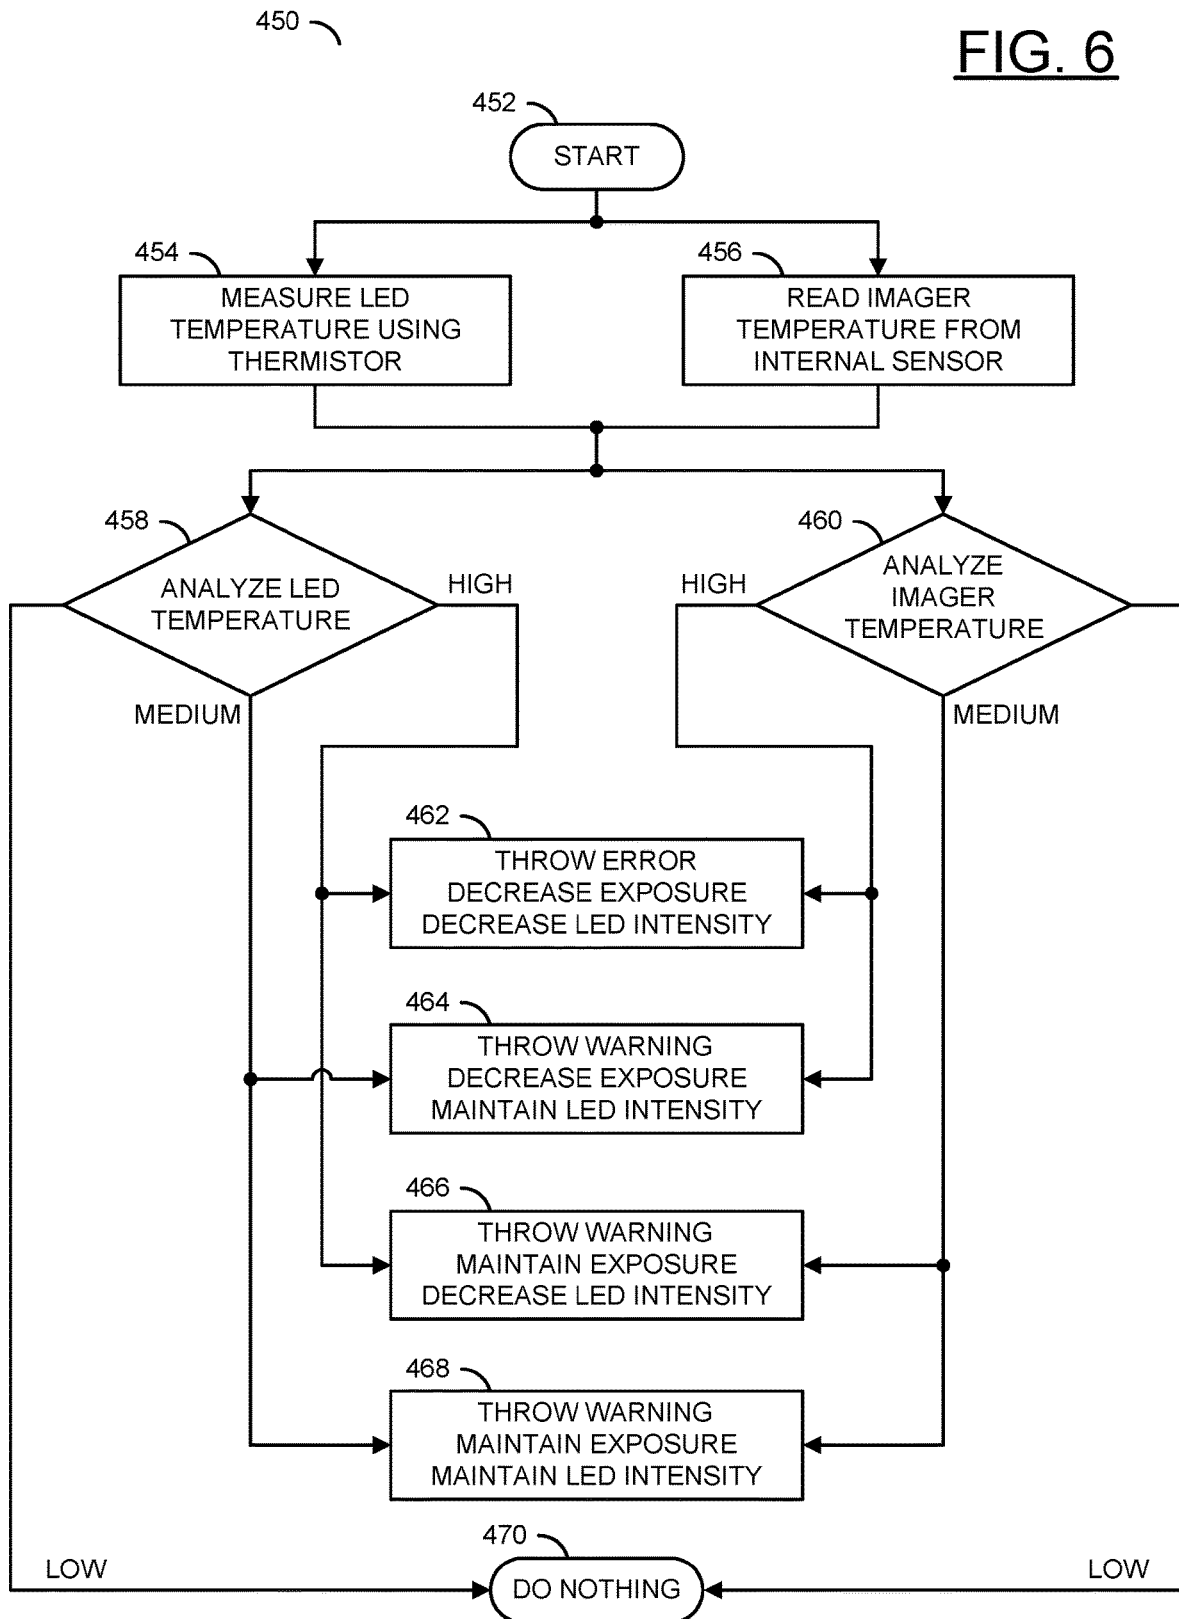 450
FIG. 6
452
START
454
MEASURE LED
TEMPERATURE USING
THERMISTOR
456
READ IMAGER
TEMPERATURE FROM
INTERNAL SENSOR
458
ANALYZE LED
TEMPERATURE
HIGH
MEDIUM
460
ANALYZE
IMAGER
TEMPERATURE
HIGH
MEDIUM
462
THROW ERROR
DECREASE EXPOSURE
DECREASE LED INTENSITY
464
THROW WARNING
DECREASE EXPOSURE
MAINTAIN LED INTENSITY
466
THROW WARNING
MAINTAIN EXPOSURE
DECREASE LED INTENSITY
468
THROW WARNING
MAINTAIN EXPOSURE
MAINTAIN LED INTENSITY
LOW
470
DO NOTHING
LOW